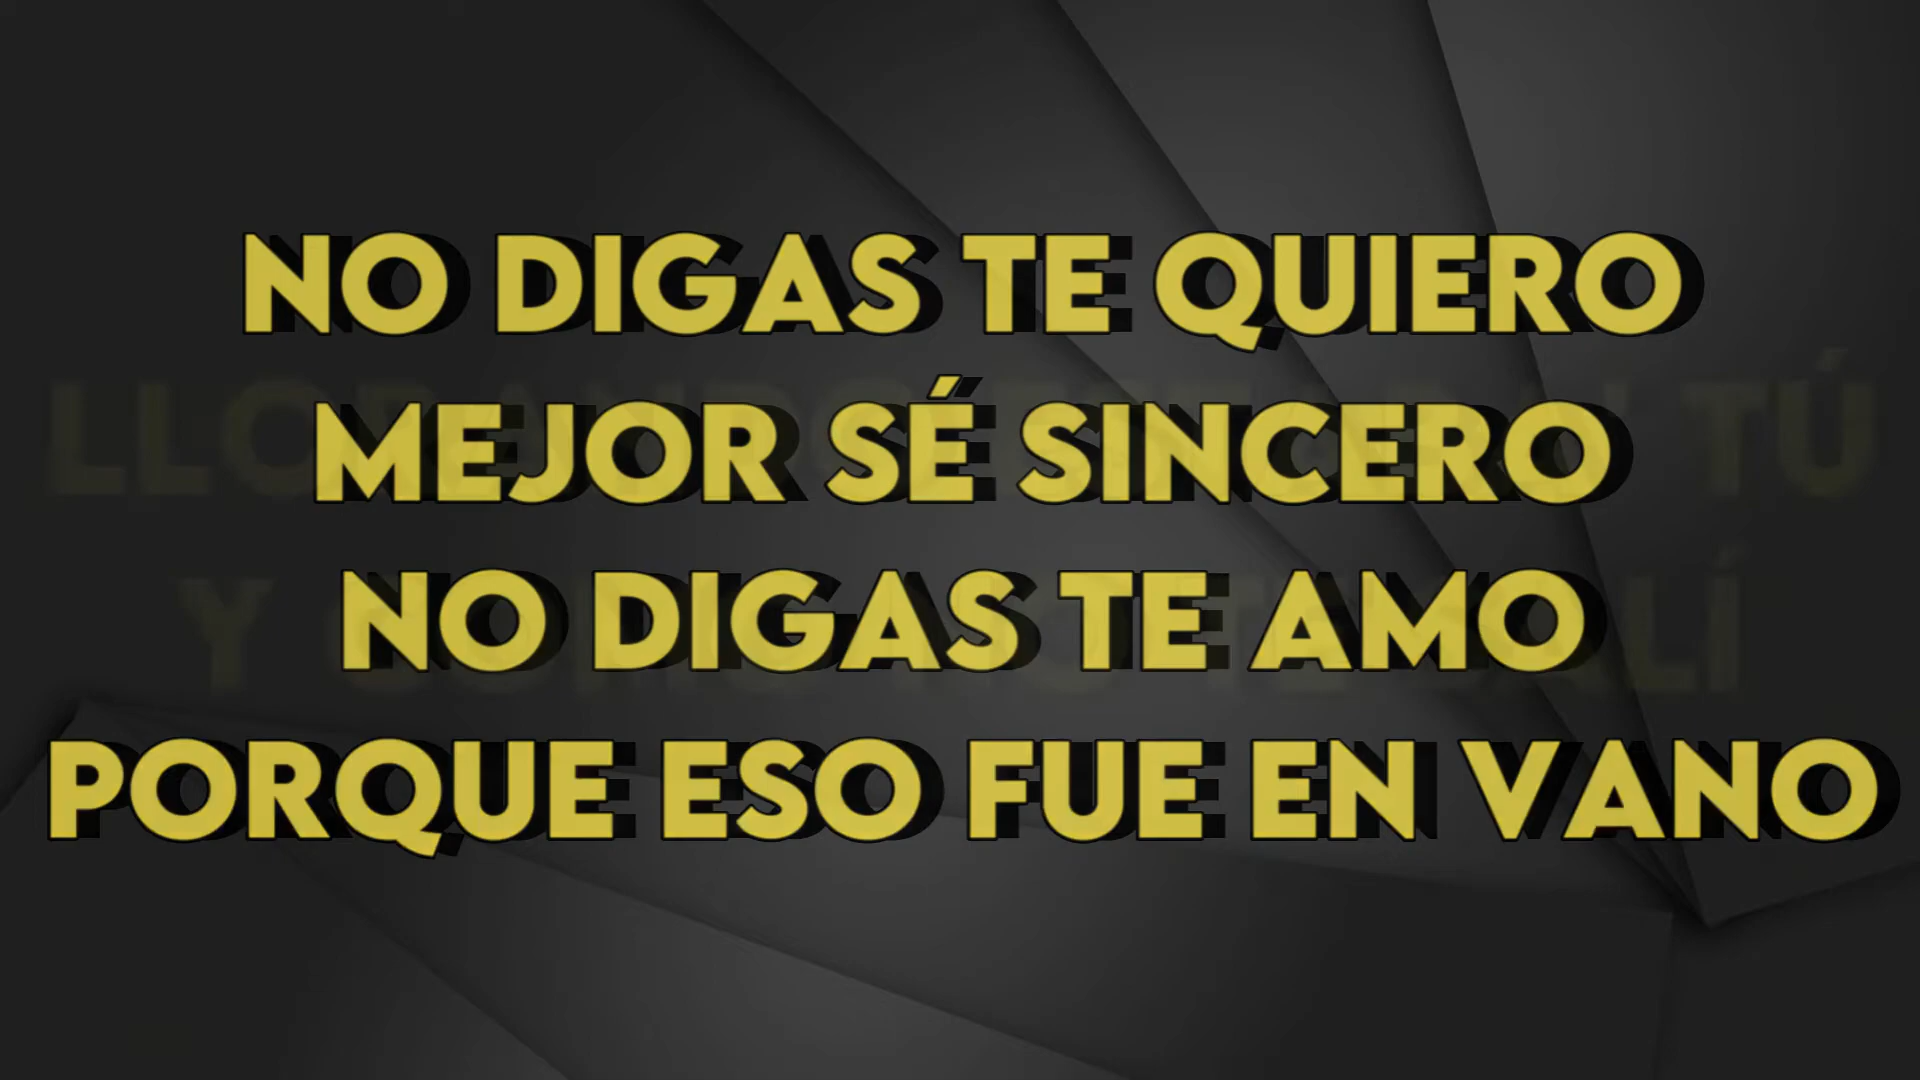 NO DIGAS TE QUIERO
MEJOR SÉ SINCERO
NO DIGAS TE AMO
PORQUE ESO FUE EN VANO